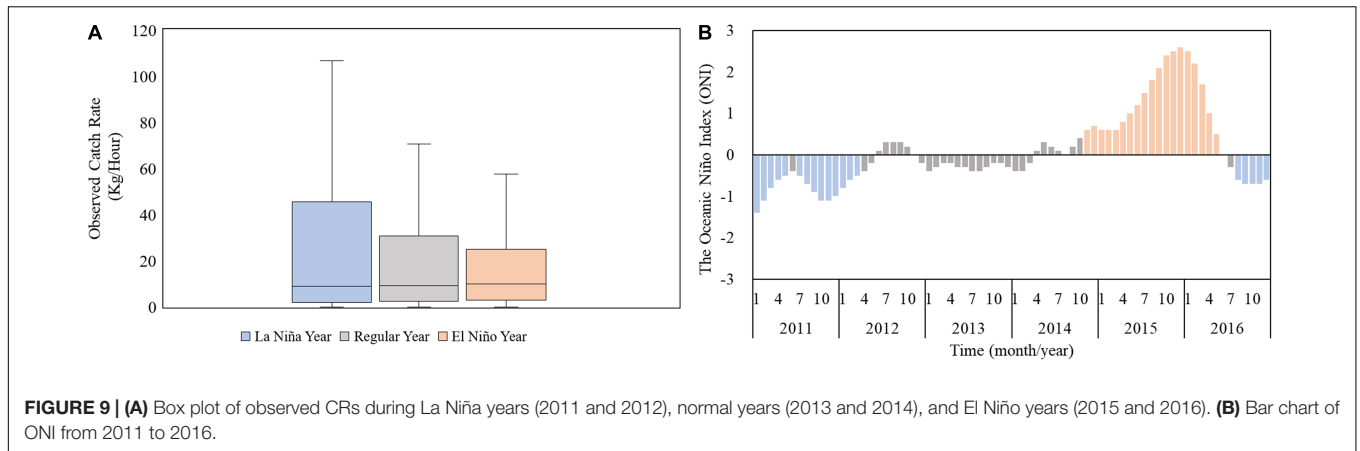 A
120
100
80
60
40
20
0
Observed Catch Rate
(Kg/Hour)
La Niña Year Regular Year El Niño Year
B
3
2
1
0
-1
-2
-3
The Oceanic Niño Index (ONI)
1 4 7 10 1 4 7 10 1 4 7 10 1 4 7 10 1 4 7 10 1 4 7 10
2011 2012 2013 2014 2015 2016
Time (month/year)
FIGURE 9 | (A) Box plot of observed CRs during La Niña years (2011 and 2012), normal years (2013 and 2014), and El Niño years (2015 and 2016). (B) Bar chart of
ONI from 2011 to 2016.